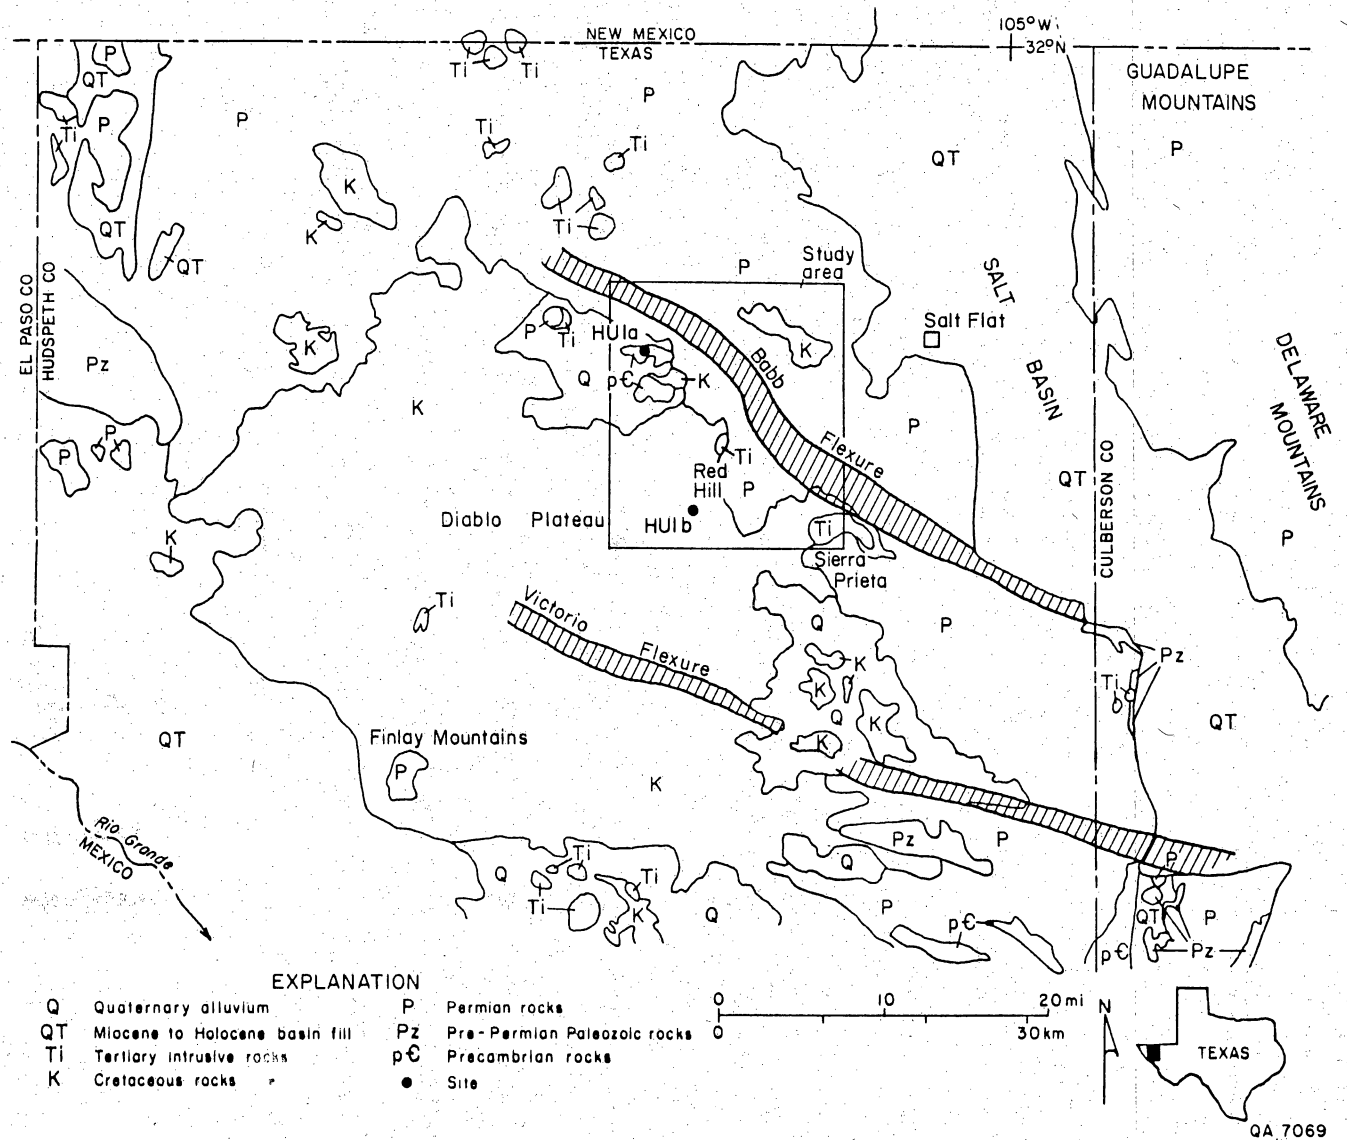 NEW MEXICO
TEXAS
105°W
32°N
GUADALUPE
MOUNTAINS
P
QT
Ti
Ti
P
P
P
Ti
Ti
Ti
QT
P
K
K
QT
QT
Ti
P
Study
area
SALT
BASIN
Salt Flat
EL PASO CO
HUDSPETH CO
Pz
K
P
Ti
HU1a
Q
p€
K
K
Babb
Flexure
P
K
DELAWARE
MOUNTAINS
CULBERSON CO
QT
P
P
Red
Hill
Ti
P
Diablo Plateau
HU1b
Ti
Sierra
Prieta
K
P
Ti
Victorio
Flexure
Q
P
K
K
Q
K
K
Pz
Ti
QT
QT
Finlay Mountains
P
K
Rio Grande
MEXICO
Q
Ti
Ti
Ti
K
Q
Pz
P
Q
P
p€
P
QT
P
p€
Pz
EXPLANATION
Q Quaternary alluvium
QT Miocene to Holocene basin fill
Ti Tertiary intrusive rocks
K Cretaceous rocks
P Permian rocks
Pz Pre-Permian Paleozoic rocks
p€ Precambrian rocks
● Site
0 10 20 mi
0 30 km
N
TEXAS
QA 7069